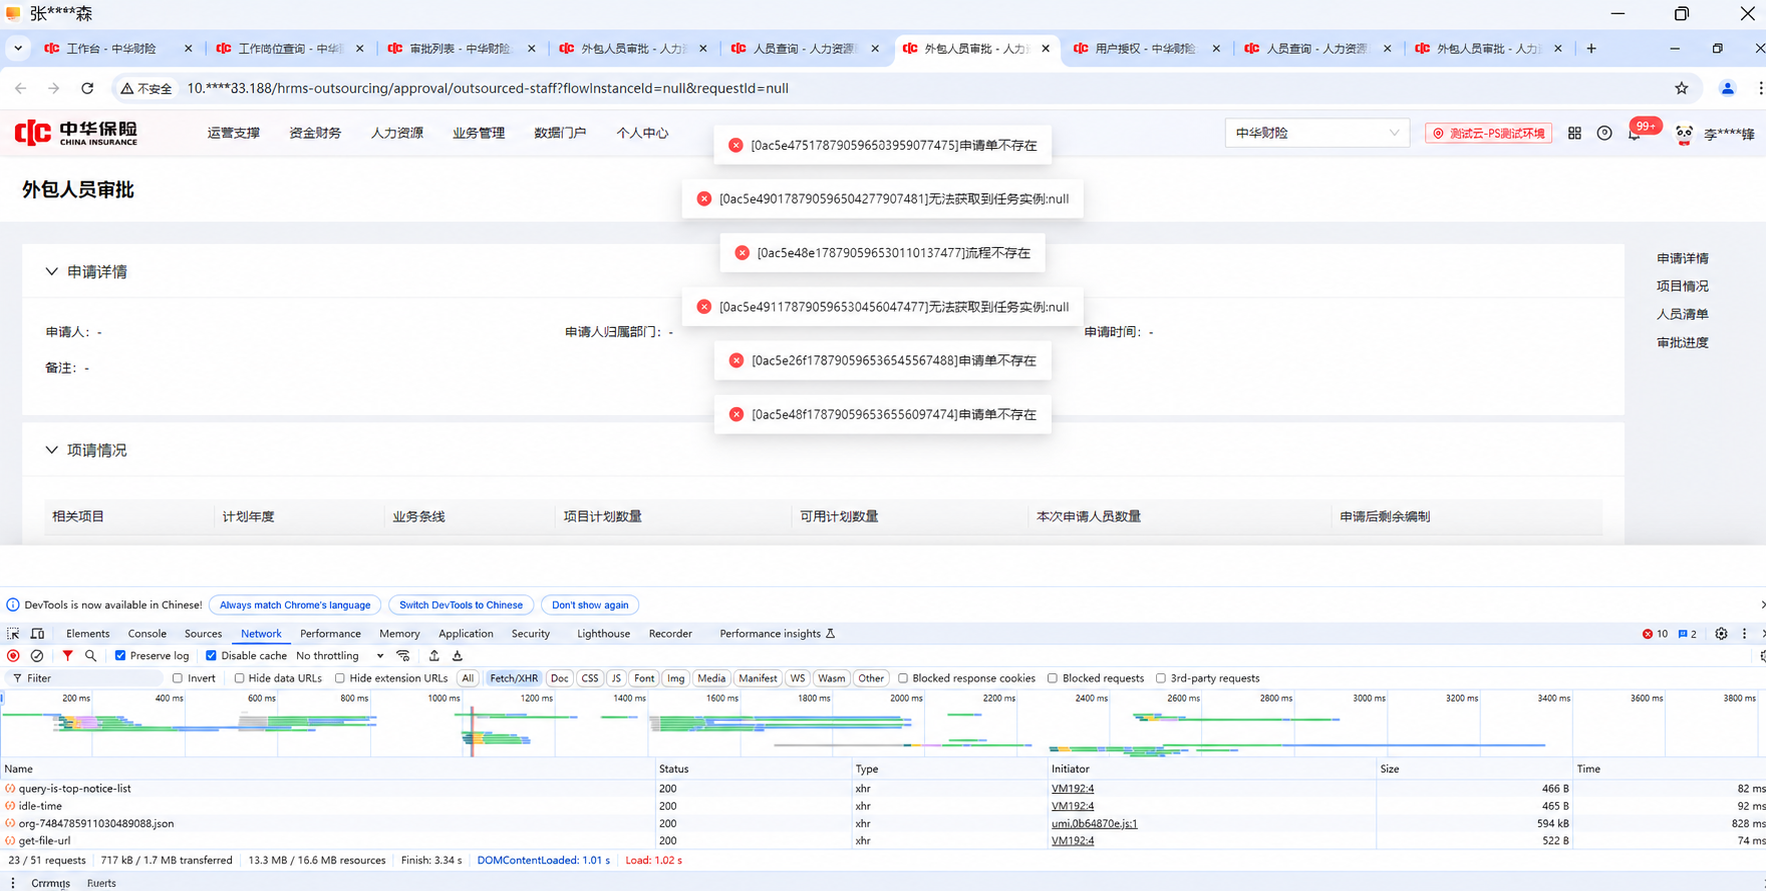 张****森
工作台 - 中华财险
工作岗位查询 - 中华
审批列表 - 中华财险
外包人员审批 - 人力
人员查询 - 人力资源
外包人员审批 - 人力
用户授权 - 中华财险
人员查询 - 人力资源
外包人员审批 - 人力
不安全 10.****33.188/hrms-outsourcing/approval/outsourced-staff?flowInstanceId=null&requestId=null
中华保险
CHINA INSURANCE
运营支撑 资金财务 人力资源 业务管理 数据门户 个人中心
中华财险
测试云-PS测试环境
99+
李****锋
[0ac5e4751787905965039590​77475]申请单不存在
[0ac5e4901787905965042779​07481]无法获取到任务实例:null
[0ac5e48e178790596530110137477]流程不存在
[0ac5e4911787905965304560​47477]无法获取到任务实例:null
[0ac5e26f178790596536545567488]申请单不存在
[0ac5e48f178790596536556097474]申请单不存在
外包人员审批
申请详情
申请人: -
申请人归属部门: -
申请时间: -
备注: -
申请详情
项目情况
人员清单
审批进度
项请情况
相关项目 计划年度 业务条线 项目计划数量 可用计划数量 本次申请人员数量 申请后剩余编制
DevTools is now available in Chinese! Always match Chrome's language Switch DevTools to Chinese Don't show again
Elements Console Sources Network Performance Memory Application Security Lighthouse Recorder Performance insights 10 2
Preserve log Disable cache No throttling
Filter Invert Hide data URLs Hide extension URLs All Fetch/XHR Doc CSS JS Font Img Media Manifest WS Wasm Other Blocked response cookies Blocked requests 3rd-party requests
200 ms 400 ms 600 ms 800 ms 1000 ms 1200 ms 1400 ms 1600 ms 1800 ms 2000 ms 2200 ms 2400 ms 2600 ms 2800 ms 3000 ms 3200 ms 3400 ms 3600 ms 3800 ms
Name Status Type Initiator Size Time
query-is-top-notice-list 200 xhr VM192:4 466 B 82 ms
idle-time 200 xhr VM192:4 465 B 92 ms
org-7484785911030489088.json 200 xhr umi.0b64870e.js:1 594 kB 828 ms
get-file-url 200 xhr VM192:4 522 B 74 ms
23 / 51 requests 717 kB / 1.7 MB transferred 13.3 MB / 16.6 MB resources Finish: 3.34 s DOMContentLoaded: 1.01 s Load: 1.02 s